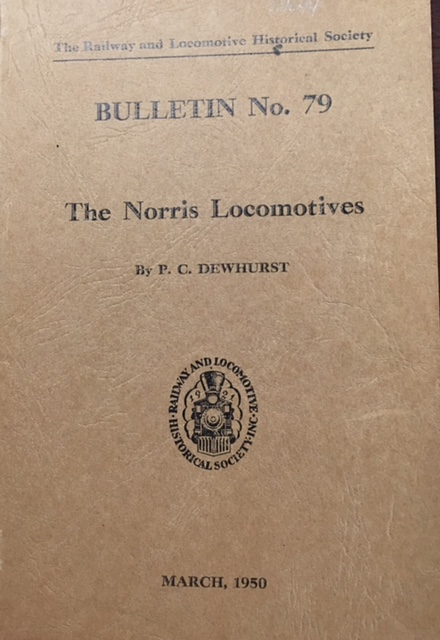 The Railway and Locomotive Historical Society
BULLETIN No. 79
The Norris Locomotives
By P. C. DEWHURST
RAILWAY AND LOCOMOTIVE
HISTORICAL SOCIETY·INC·
1921
MARCH, 1950